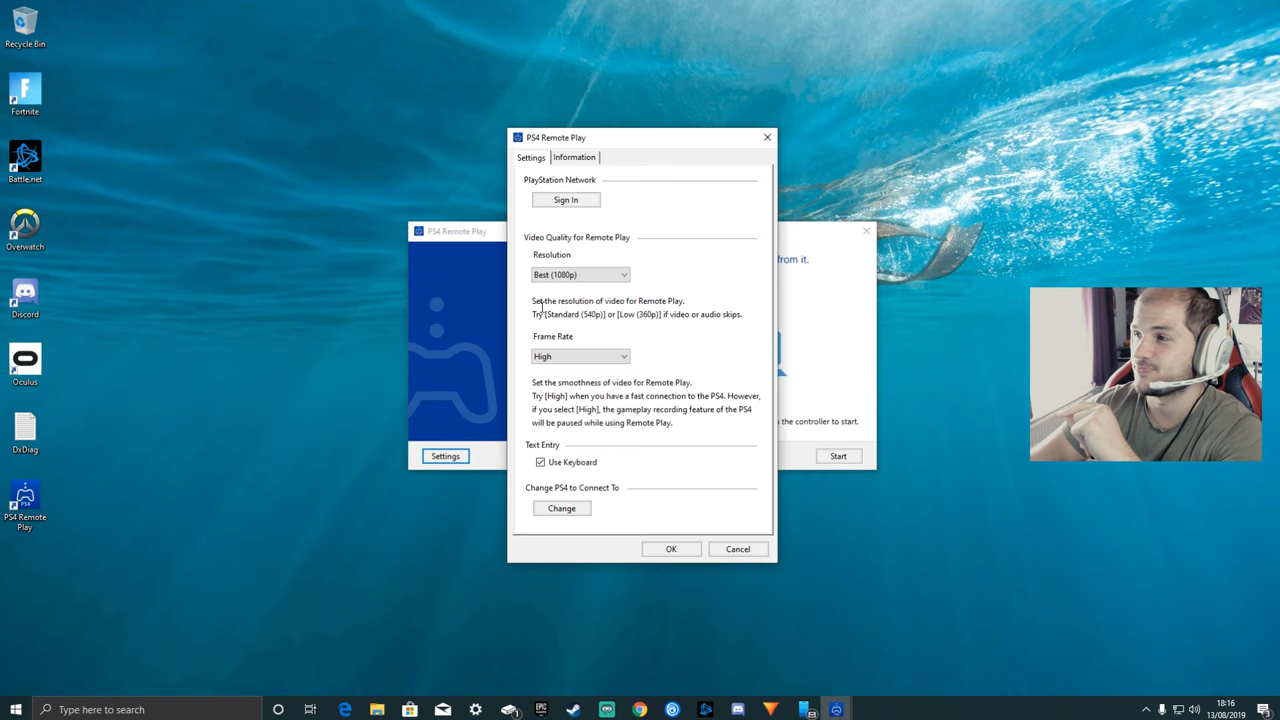 Recycle Bin
Fortnite
Battle.net
Overwatch
Discord
Oculus
DxDiag
PS4
PS4 Remote
Play
PS4 Remote Play
from it.
the controller to start.
Settings
Start
PS4 Remote Play
Settings
Information
PlayStation Network
Sign In
Video Quality for Remote Play
Resolution
Best (1080p)
Set the resolution of video for Remote Play.
Try [Standard (540p)] or [Low (360p)] if video or audio skips.
Frame Rate
High
Set the smoothness of video for Remote Play.
Try [High] when you have a fast connection to the PS4. However,
if you select [High], the gameplay recording feature of the PS4
will be paused while using Remote Play.
Text Entry
Use Keyboard
Change PS4 to Connect To
Change
OK
Cancel
Type here to search
EPIC
18:16
13/08/2019